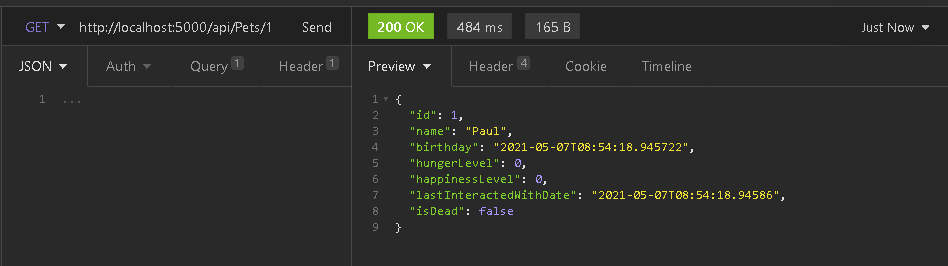 GET http://localhost:5000/api/Pets/1 Send 200 OK 484 ms 165 B Just Now
JSON Auth Query 1 Header 1 Preview Header 4 Cookie Timeline
1 ...
1 {
2 "id": 1,
3 "name": "Paul",
4 "birthday": "2021-05-07T08:54:18.945722",
5 "hungerLevel": 0,
6 "happinessLevel": 0,
7 "lastInteractedWithDate": "2021-05-07T08:54:18.94586",
8 "isDead": false
9 }